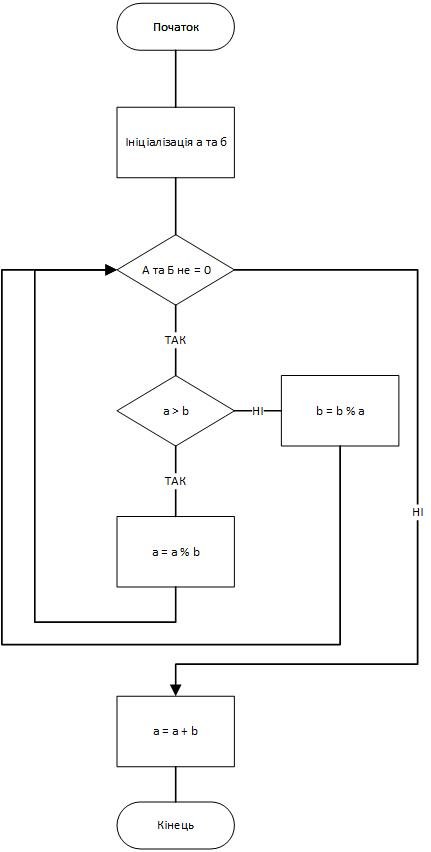 Початок
Ініціалізація а та б
А та Б не = 0
ТАК
a > b
НІ
b = b % a
ТАК
НІ
a = a % b
a = a + b
Кінець